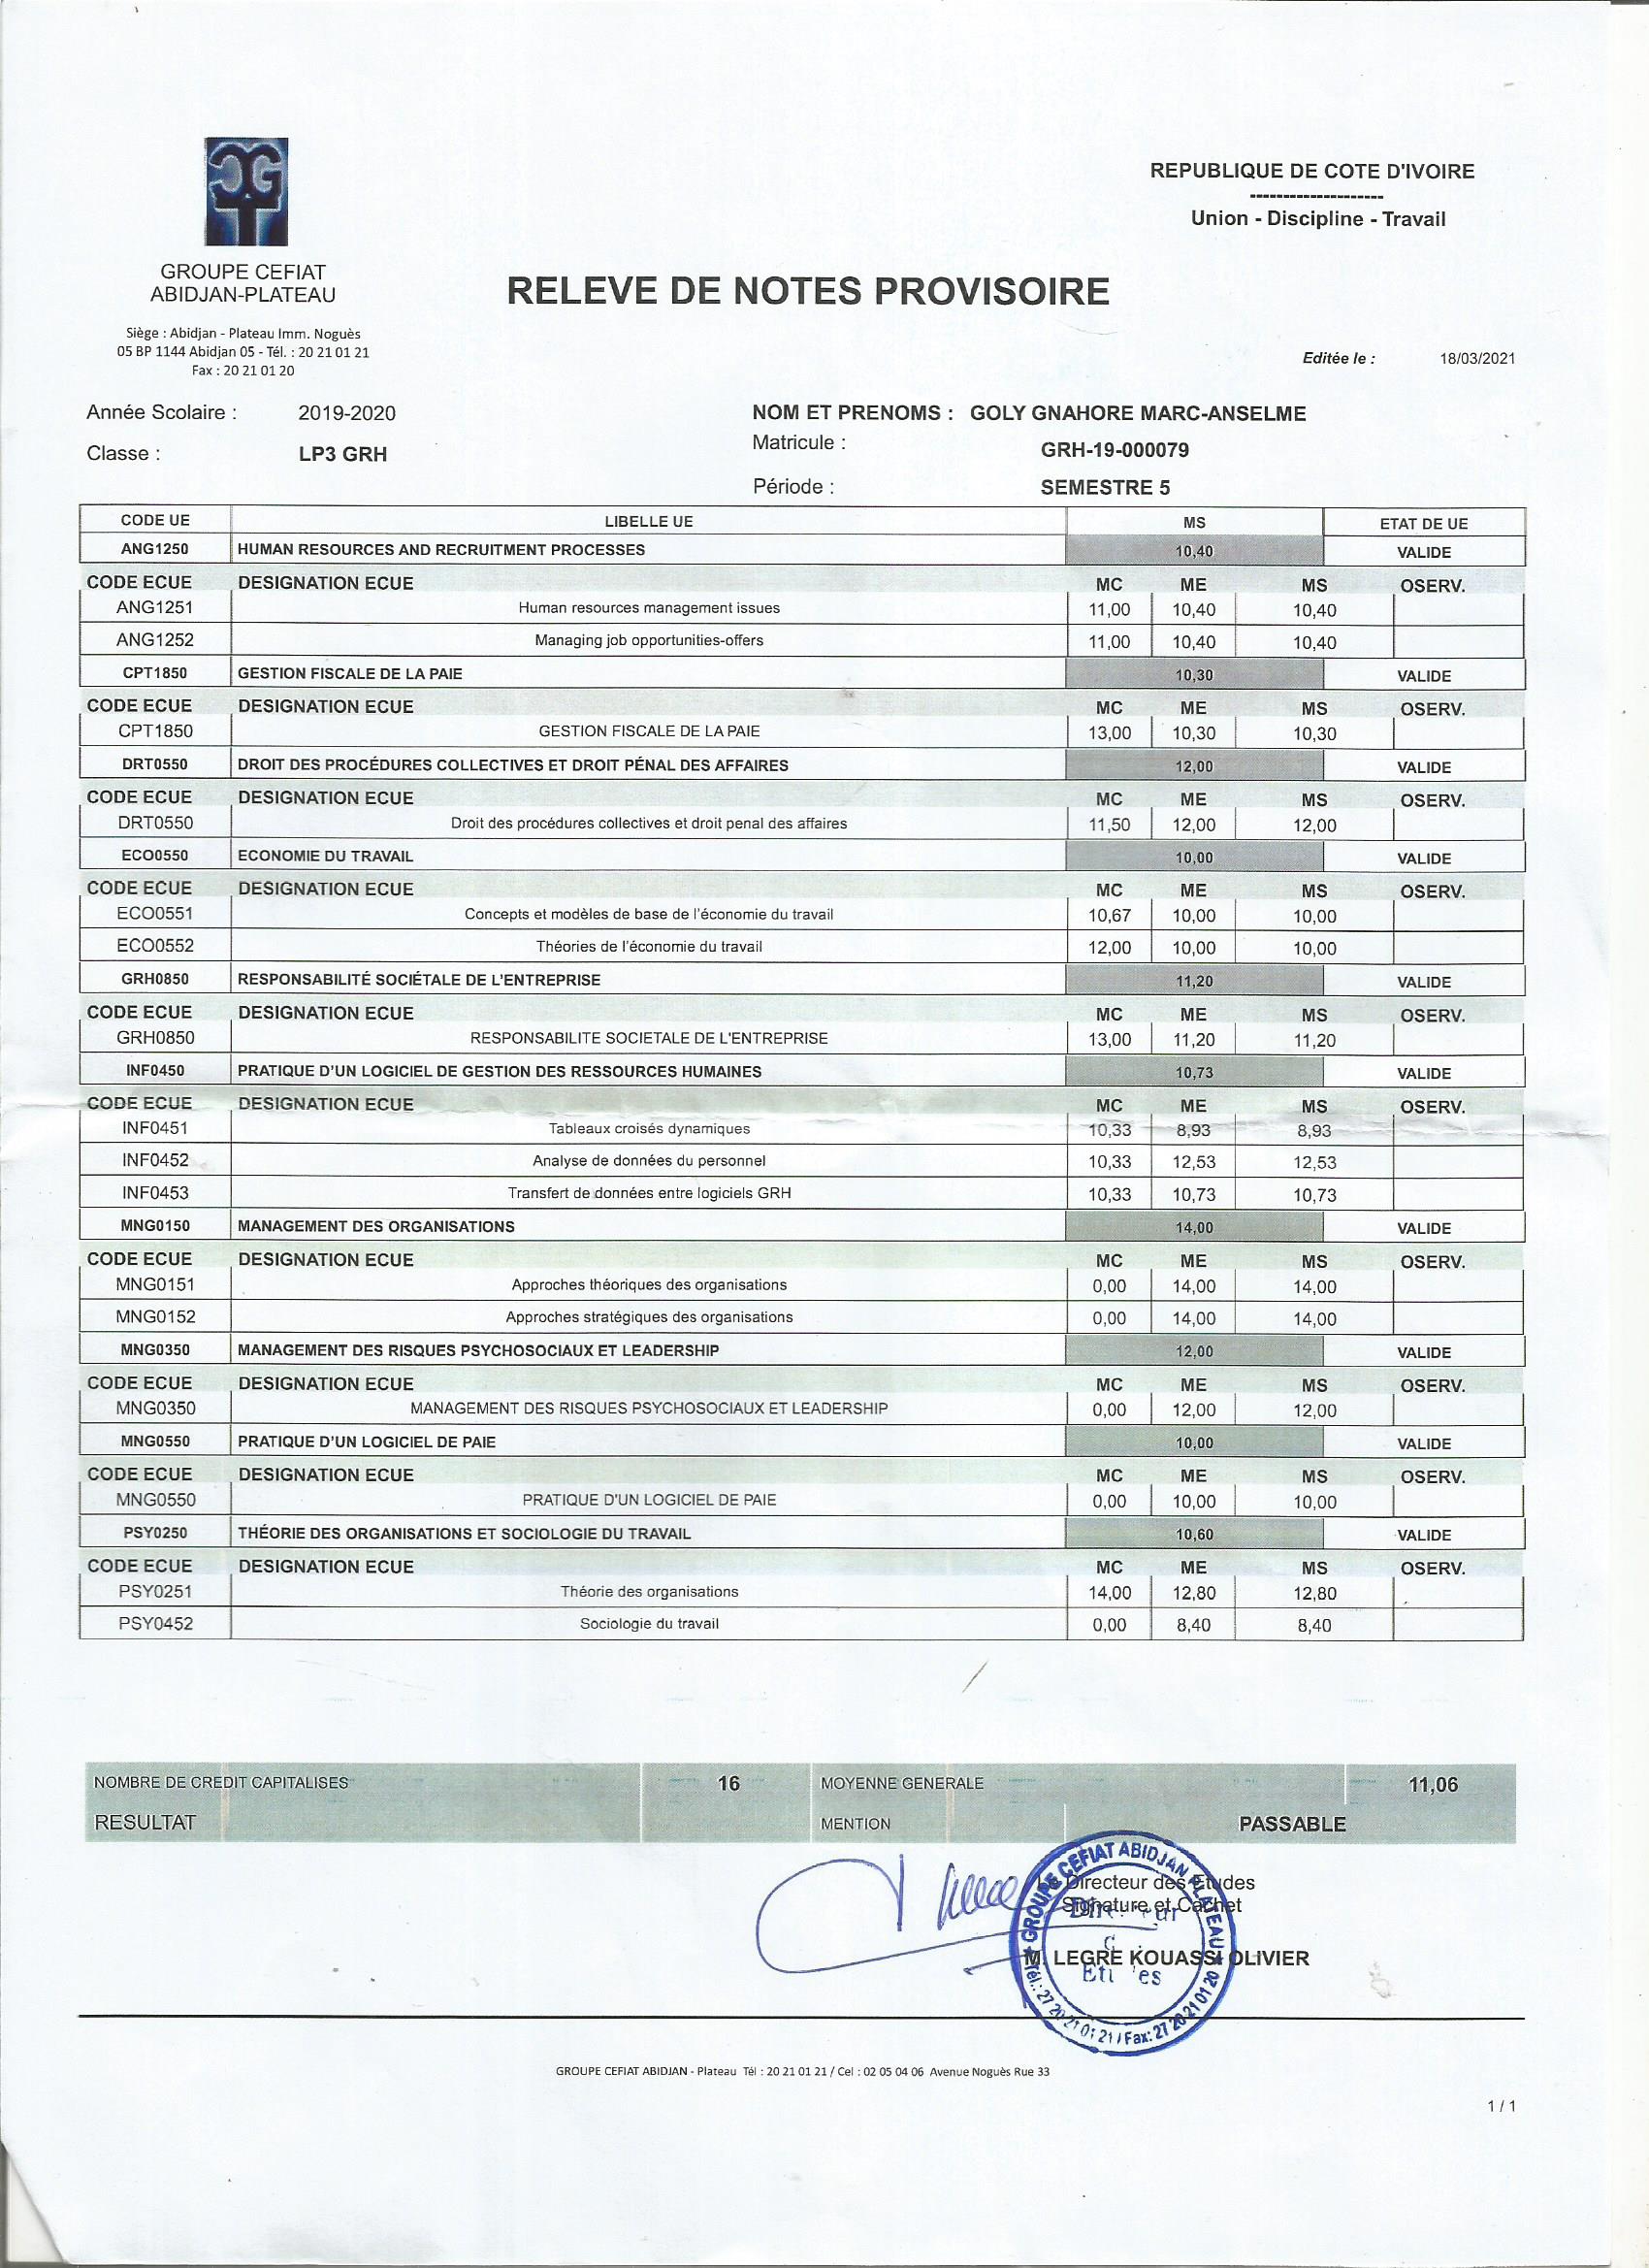 REPUBLIQUE DE COTE D'IVOIRE
--------------------
Union - Discipline - Travail
GROUPE CEFIAT
ABIDJAN-PLATEAU
RELEVE DE NOTES PROVISOIRE
Siège : Abidjan - Plateau Imm. Noguès
05 BP 1144 Abidjan 05 - Tél. : 20 21 01 21
Fax : 20 21 01 20
Editée le : 18/03/2021
Année Scolaire : 2019-2020 NOM ET PRENOMS : GOLY GNAHORE MARC-ANSELME
Classe : LP3 GRH Matricule : GRH-19-000079
Période : SEMESTRE 5
CODE UE LIBELLE UE MS ETAT DE UE
ANG1250 HUMAN RESOURCES AND RECRUITMENT PROCESSES 10,40 VALIDE
CODE ECUE DESIGNATION ECUE MC ME MS OSERV.
ANG1251 Human resources management issues 11,00 10,40 10,40
ANG1252 Managing job opportunities-offers 11,00 10,40 10,40
CPT1850 GESTION FISCALE DE LA PAIE 10,30 VALIDE
CODE ECUE DESIGNATION ECUE MC ME MS OSERV.
CPT1850 GESTION FISCALE DE LA PAIE 13,00 10,30 10,30
DRT0550 DROIT DES PROCÉDURES COLLECTIVES ET DROIT PÉNAL DES AFFAIRES 12,00 VALIDE
CODE ECUE DESIGNATION ECUE MC ME MS OSERV.
DRT0550 Droit des procédures collectives et droit penal des affaires 11,50 12,00 12,00
ECO0550 ECONOMIE DU TRAVAIL 10,00 VALIDE
CODE ECUE DESIGNATION ECUE MC ME MS OSERV.
ECO0551 Concepts et modèles de base de l'économie du travail 10,67 10,00 10,00
ECO0552 Théories de l'économie du travail 12,00 10,00 10,00
GRH0850 RESPONSABILITÉ SOCIÉTALE DE L'ENTREPRISE 11,20 VALIDE
CODE ECUE DESIGNATION ECUE MC ME MS OSERV.
GRH0850 RESPONSABILITE SOCIETALE DE L'ENTREPRISE 13,00 11,20 11,20
INF0450 PRATIQUE D'UN LOGICIEL DE GESTION DES RESSOURCES HUMAINES 10,73 VALIDE
CODE ECUE DESIGNATION ECUE MC ME MS OSERV.
INF0451 Tableaux croisés dynamiques 10,33 8,93 8,93
INF0452 Analyse de données du personnel 10,33 12,53 12,53
INF0453 Transfert de données entre logiciels GRH 10,33 10,73 10,73
MNG0150 MANAGEMENT DES ORGANISATIONS 14,00 VALIDE
CODE ECUE DESIGNATION ECUE MC ME MS OSERV.
MNG0151 Approches théoriques des organisations 0,00 14,00 14,00
MNG0152 Approches stratégiques des organisations 0,00 14,00 14,00
MNG0350 MANAGEMENT DES RISQUES PSYCHOSOCIAUX ET LEADERSHIP 12,00 VALIDE
CODE ECUE DESIGNATION ECUE MC ME MS OSERV.
MNG0350 MANAGEMENT DES RISQUES PSYCHOSOCIAUX ET LEADERSHIP 0,00 12,00 12,00
MNG0550 PRATIQUE D'UN LOGICIEL DE PAIE 10,00 VALIDE
CODE ECUE DESIGNATION ECUE MC ME MS OSERV.
MNG0550 PRATIQUE D'UN LOGICIEL DE PAIE 0,00 10,00 10,00
PSY0250 THÉORIE DES ORGANISATIONS ET SOCIOLOGIE DU TRAVAIL 10,60 VALIDE
CODE ECUE DESIGNATION ECUE MC ME MS OSERV.
PSY0251 Théorie des organisations 14,00 12,80 12,80
PSY0452 Sociologie du travail 0,00 8,40 8,40
NOMBRE DE CREDIT CAPITALISES 16 MOYENNE GENERALE 11,06
RESULTAT MENTION PASSABLE
Directeur des Etudes
Signature et Cachet
M. LEGRE KOUASSI OLIVIER
GROUPE CEFIAT ABIDJAN PLATEAU
Tél.: 27 20 21 01 21 / Fax: 27 20 21 01 20
GROUPE CEFIAT ABIDJAN - Plateau Tél : 20 21 01 21 / Cel : 02 05 04 06 Avenue Noguès Rue 33
1 / 1